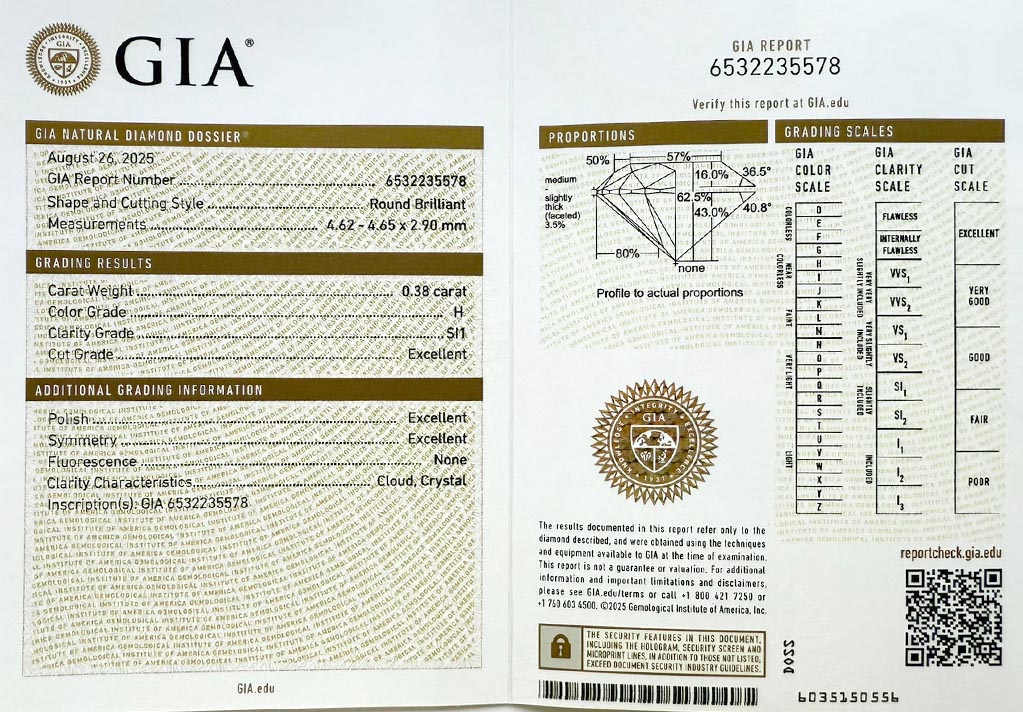 GIA®
GIA REPORT
6532235578
Verify this report at GIA.edu
GIA NATURAL DIAMOND DOSSIER®
August 26, 2025
GIA Report Number 6532235578
Shape and Cutting Style Round Brilliant
Measurements 4.62 - 4.65 x 2.90 mm
GRADING RESULTS
Carat Weight 0.38 carat
Color Grade H
Clarity Grade SI1
Cut Grade Excellent
ADDITIONAL GRADING INFORMATION
Polish Excellent
Symmetry Excellent
Fluorescence None
Clarity Characteristics Cloud, Crystal
Inscription(s): GIA 6532235578
GIA.edu
PROPORTIONS
50%
57%
16.0%
36.5°
medium
-
slightly
thick
(faceted)
3.5%
62.5%
43.0%
40.8°
80%
none
Profile to actual proportions
GIA
1931
The results documented in this report refer only to the
diamond described, and were obtained using the techniques
and equipment available to GIA at the time of examination.
This report is not a guarantee or valuation. For additional
information and important limitations and disclaimers,
please see GIA.edu/terms or call +1 800 421 7250 or
+1 760 603 4500. ©2025 Gemological Institute of America, Inc.
THE SECURITY FEATURES IN THIS DOCUMENT,
INCLUDING THE HOLOGRAM, SECURITY SCREEN AND
MICROPRINT LINES, IN ADDITION TO THOSE NOT LISTED,
EXCEED DOCUMENT SECURITY INDUSTRY GUIDELINES.
GRADING SCALES
GIA
COLOR
SCALE
COLORLESS
D
E
F
NEAR COLORLESS
G
H
I
J
FAINT
K
L
M
VERY LIGHT
N
O
P
Q
R
LIGHT
S
T
U
V
W
X
Y
Z
GIA
CLARITY
SCALE
FLAWLESS
INTERNALLY
FLAWLESS
VERY VERY
SLIGHTLY INCLUDED
VVS1
VVS2
VERY SLIGHTLY
INCLUDED
VS1
VS2
SLIGHTLY
INCLUDED
SI1
SI2
INCLUDED
I1
I2
I3
GIA
CUT
SCALE
EXCELLENT
VERY
GOOD
GOOD
FAIR
POOR
reportcheck.gia.edu
6035150556